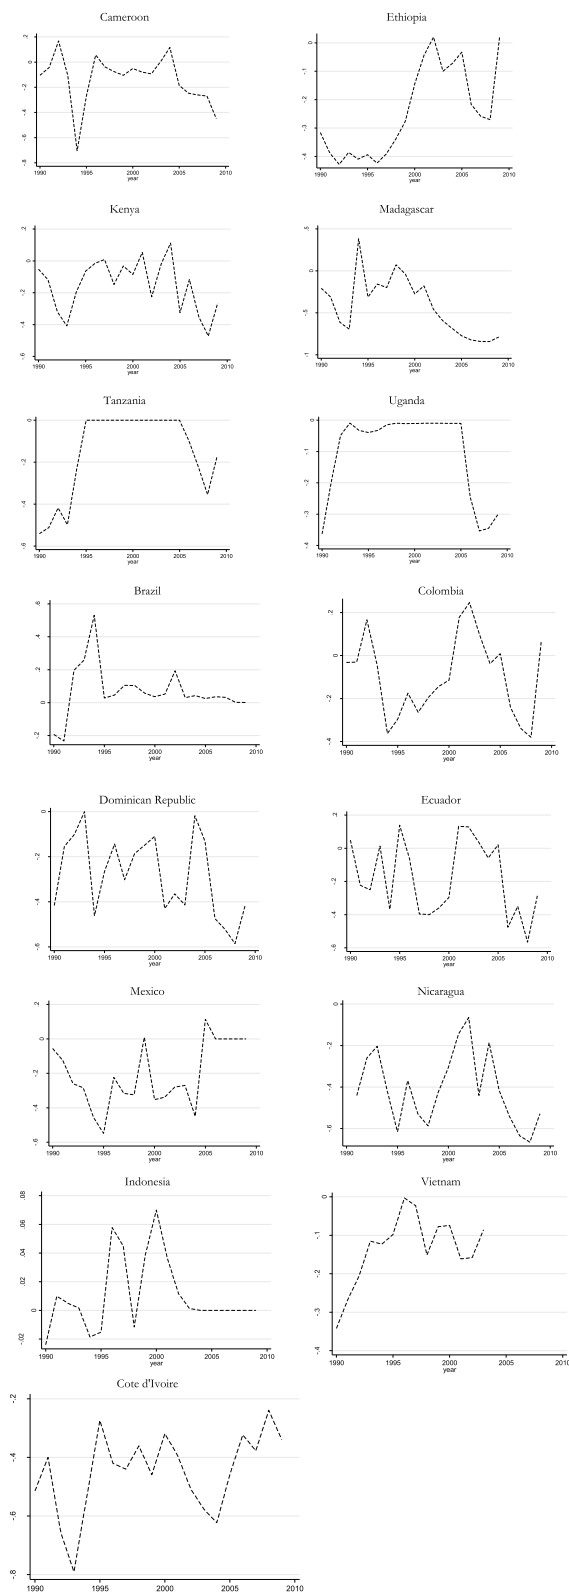 Cameroon
.2
0
-.2
-.4
-.6
-.8
1990 1995 2000 2005 2010
year
Ethiopia
0
-.1
-.2
-.3
-.4
1990 1995 2000 2005 2010
year
Kenya
.2
0
-.2
-.4
-.6
1990 1995 2000 2005 2010
year
Madagascar
.5
0
-.5
-1
1990 1995 2000 2005 2010
year
Tanzania
0
-.2
-.4
-.6
1990 1995 2000 2005 2010
year
Uganda
0
-.1
-.2
-.3
-.4
1990 1995 2000 2005 2010
year
Brazil
.6
.4
.2
0
-.2
1990 1995 2000 2005 2010
year
Colombia
.2
0
-.2
-.4
1990 1995 2000 2005 2010
year
Dominican Republic
0
-.2
-.4
-.6
1990 1995 2000 2005 2010
year
Ecuador
.2
0
-.2
-.4
-.6
1990 1995 2000 2005 2010
year
Mexico
.2
0
-.2
-.4
-.6
1990 1995 2000 2005 2010
year
Nicaragua
0
-.2
-.4
-.6
1990 1995 2000 2005 2010
year
Indonesia
.08
.06
.04
.02
0
-.02
1990 1995 2000 2005 2010
year
Vietnam
0
-.1
-.2
-.3
-.4
1990 1995 2000 2005 2010
year
Cote d'Ivoire
-.2
-.4
-.6
-.8
1990 1995 2000 2005 2010
year